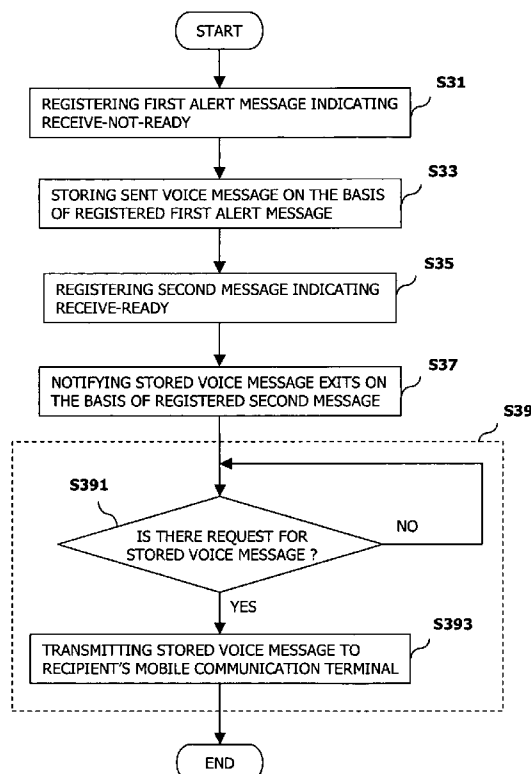 START
S31
REGISTERING FIRST ALERT MESSAGE INDICATING
RECEIVE-NOT-READY
S33
STORING SENT VOICE MESSAGE ON THE BASIS
OF REGISTERED FIRST ALERT MESSAGE
S35
REGISTERING SECOND MESSAGE INDICATING
RECEIVE-READY
S37
NOTIFYING STORED VOICE MESSAGE EXITS ON
THE BASIS OF REGISTERED SECOND MESSAGE
S39
S391
IS THERE REQUEST FOR
STORED VOICE MESSAGE ?
NO
YES
S393
TRANSMITTING STORED VOICE MESSAGE TO
RECIPIENT'S MOBILE COMMUNICATION TERMINAL
END